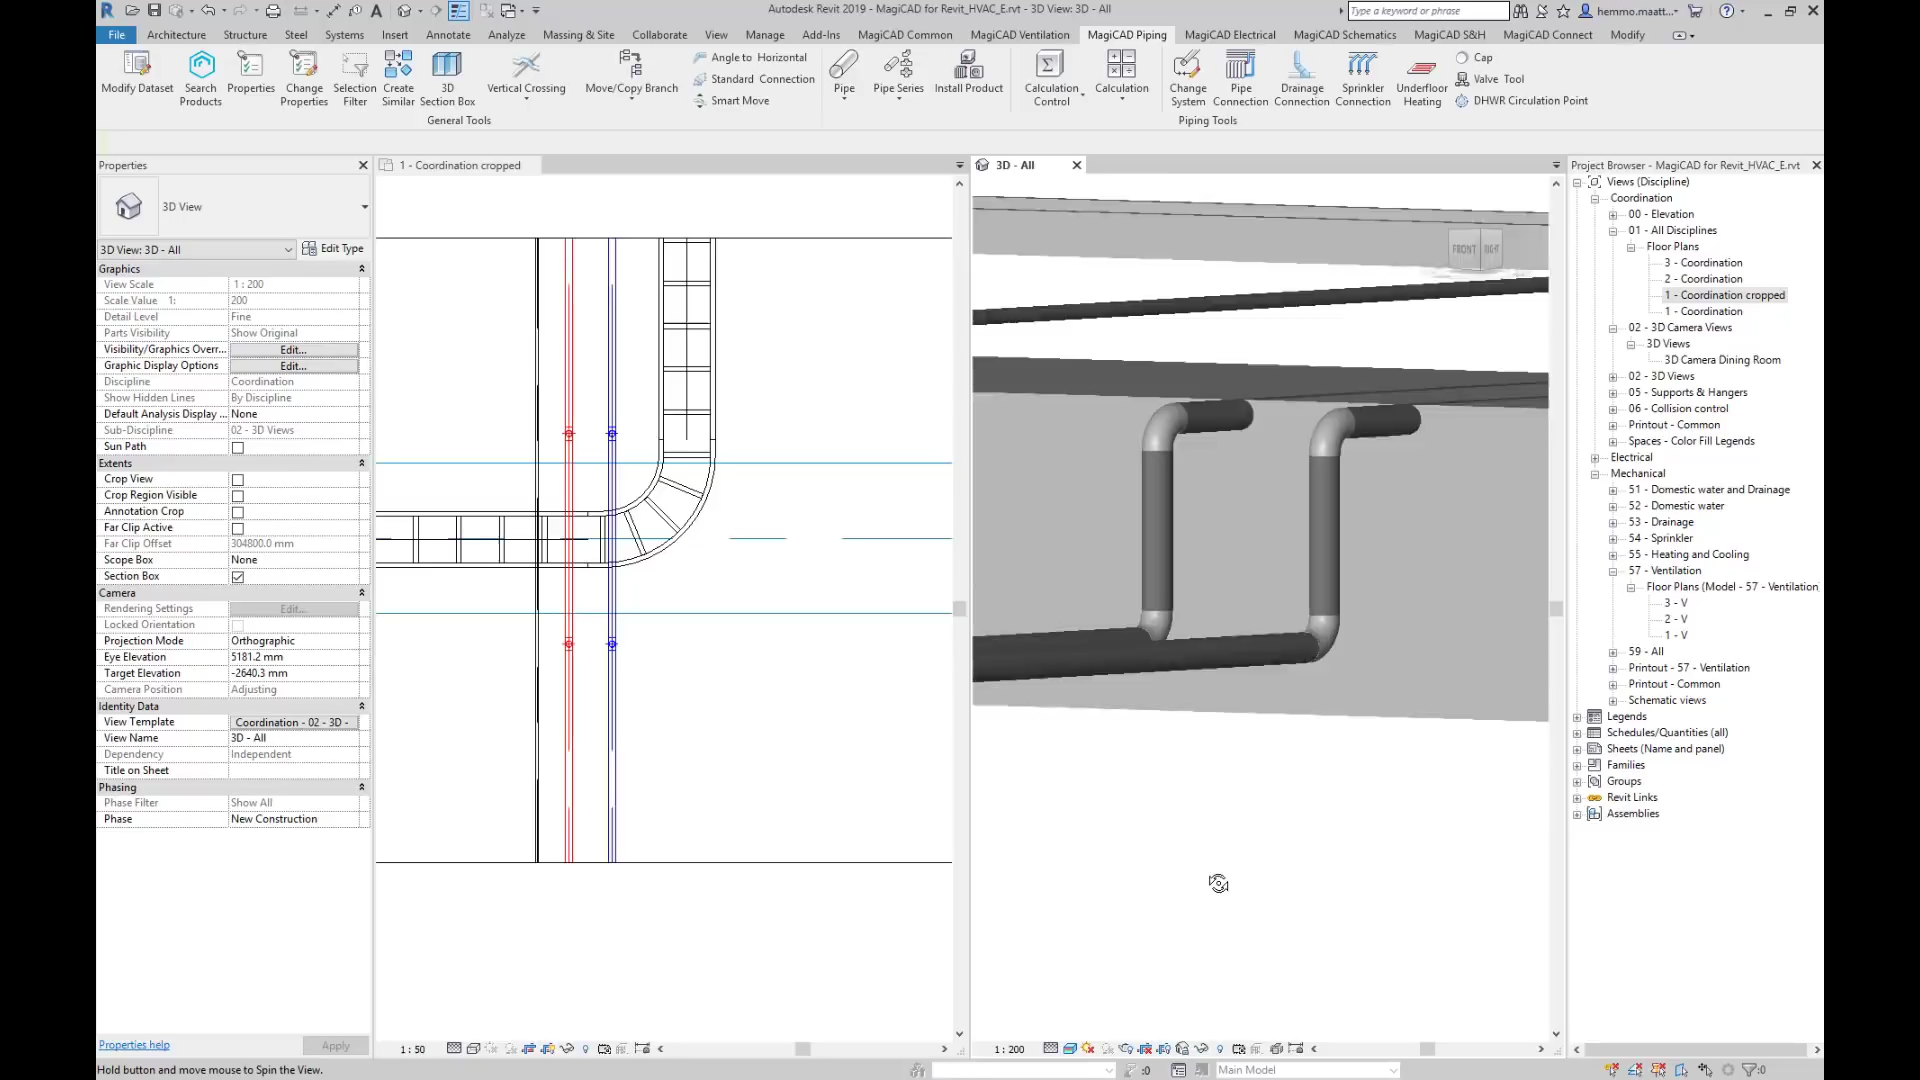 Autodesk Revit 2019 - MagiCAD for Revit_HVAC_E.rvt - 3D View: 3D - All
Type a keyword or phrase
hemmo.maatt...
File Architecture Structure Steel Systems Insert Annotate Analyze Massing & Site Collaborate View Manage Add-Ins MagiCAD Common MagiCAD Ventilation MagiCAD Piping MagiCAD Electrical MagiCAD Schematics MagiCAD S&H MagiCAD Connect Modify
Modify Dataset
Search Products
Properties
Change Properties
Selection Filter
Create Similar
3D Section Box
Vertical Crossing
Move/Copy Branch
Angle to Horizontal
Standard Connection
Smart Move
General Tools
Pipe
Pipe Series
Install Product
Calculation Control
Calculation
Change System
Pipe Connection
Drainage Connection
Sprinkler Connection
Underfloor Heating
Cap
Valve Tool
DHWR Circulation Point
Piping Tools
Properties
3D View
3D View: 3D - All
Edit Type
Graphics
View Scale 1 : 200
Scale Value 1: 200
Detail Level Fine
Parts Visibility Show Original
Visibility/Graphics Overr... Edit...
Graphic Display Options Edit...
Discipline Coordination
Show Hidden Lines By Discipline
Default Analysis Display ... None
Sub-Discipline 02 - 3D Views
Sun Path
Extents
Crop View
Crop Region Visible
Annotation Crop
Far Clip Active
Far Clip Offset 304800.0 mm
Scope Box None
Section Box
Camera
Rendering Settings Edit...
Locked Orientation
Projection Mode Orthographic
Eye Elevation 5181.2 mm
Target Elevation -2640.3 mm
Camera Position Adjusting
Identity Data
View Template Coordination - 02 - 3D -
View Name 3D - All
Dependency Independent
Title on Sheet
Phasing
Phase Filter Show All
Phase New Construction
Properties help
Apply
1 - Coordination cropped
1 : 50
3D - All
FRONT
RIGHT
1 : 200
Project Browser - MagiCAD for Revit_HVAC_E.rvt
Views (Discipline)
Coordination
00 - Elevation
01 - All Disciplines
Floor Plans
3 - Coordination
2 - Coordination
1 - Coordination cropped
1 - Coordination
02 - 3D Camera Views
3D Views
3D Camera Dining Room
02 - 3D Views
05 - Supports & Hangers
06 - Collision control
Printout - Common
Spaces - Color Fill Legends
Electrical
Mechanical
51 - Domestic water and Drainage
52 - Domestic water
53 - Drainage
54 - Sprinkler
55 - Heating and Cooling
57 - Ventilation
Floor Plans (Model - 57 - Ventilation
3 - V
2 - V
1 - V
59 - All
Printout - 57 - Ventilation
Printout - Common
Schematic views
Legends
Schedules/Quantities (all)
Sheets (Name and panel)
Families
Groups
Revit Links
Assemblies
Hold button and move mouse to Spin the View.
:0
Main Model
:0